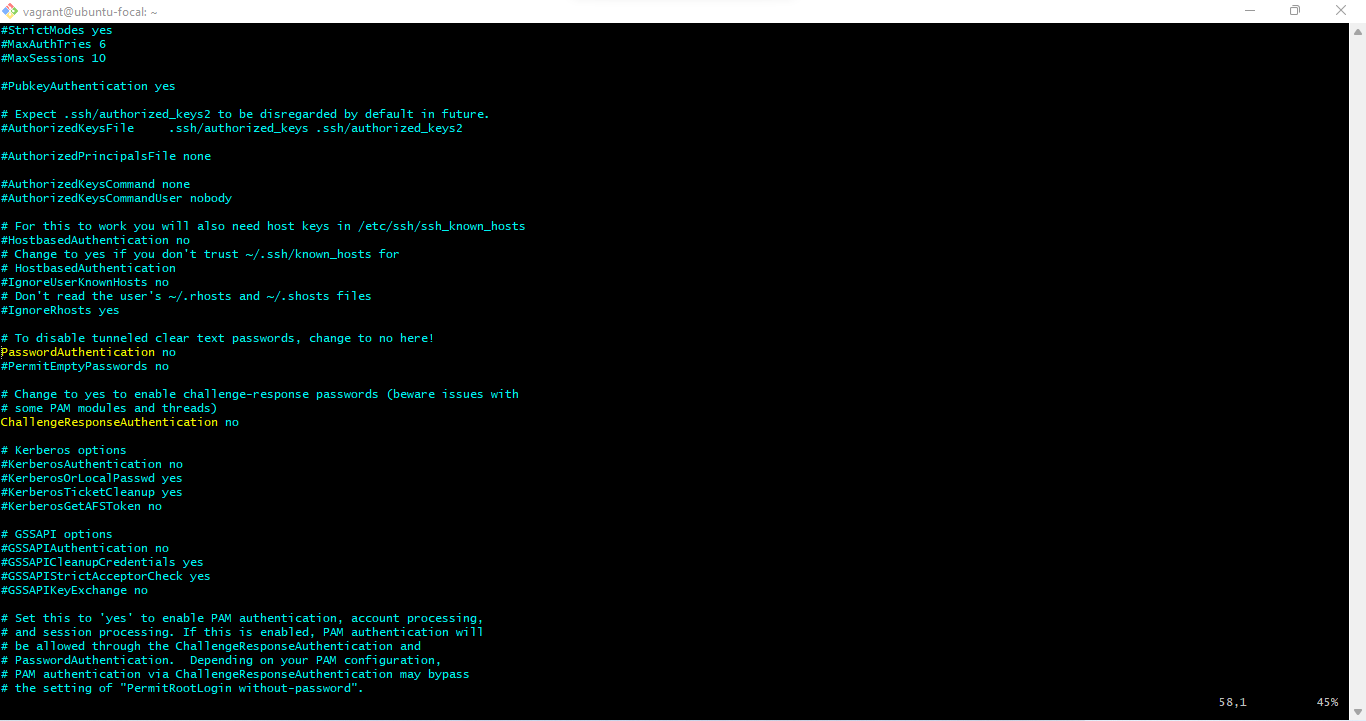 vagrant@ubuntu-focal: ~
#StrictModes yes
#MaxAuthTries 6
#MaxSessions 10
#PubkeyAuthentication yes
# Expect .ssh/authorized_keys2 to be disregarded by default in future.
#AuthorizedKeysFile     .ssh/authorized_keys .ssh/authorized_keys2
#AuthorizedPrincipalsFile none
#AuthorizedKeysCommand none
#AuthorizedKeysCommandUser nobody
# For this to work you will also need host keys in /etc/ssh/ssh_known_hosts
#HostbasedAuthentication no
# Change to yes if you don't trust ~/.ssh/known_hosts for
# HostbasedAuthentication
#IgnoreUserKnownHosts no
# Don't read the user's ~/.rhosts and ~/.shosts files
#IgnoreRhosts yes
# To disable tunneled clear text passwords, change to no here!
PasswordAuthentication no
#PermitEmptyPasswords no
# Change to yes to enable challenge-response passwords (beware issues with
# some PAM modules and threads)
ChallengeResponseAuthentication no
# Kerberos options
#KerberosAuthentication no
#KerberosOrLocalPasswd yes
#KerberosTicketCleanup yes
#KerberosGetAFSToken no
# GSSAPI options
#GSSAPIAuthentication no
#GSSAPICleanupCredentials yes
#GSSAPIStrictAcceptorCheck yes
#GSSAPIKeyExchange no
# Set this to 'yes' to enable PAM authentication, account processing,
# and session processing. If this is enabled, PAM authentication will
# be allowed through the ChallengeResponseAuthentication and
# PasswordAuthentication.  Depending on your PAM configuration,
# PAM authentication via ChallengeResponseAuthentication may bypass
# the setting of "PermitRootLogin without-password".
58,1 45%